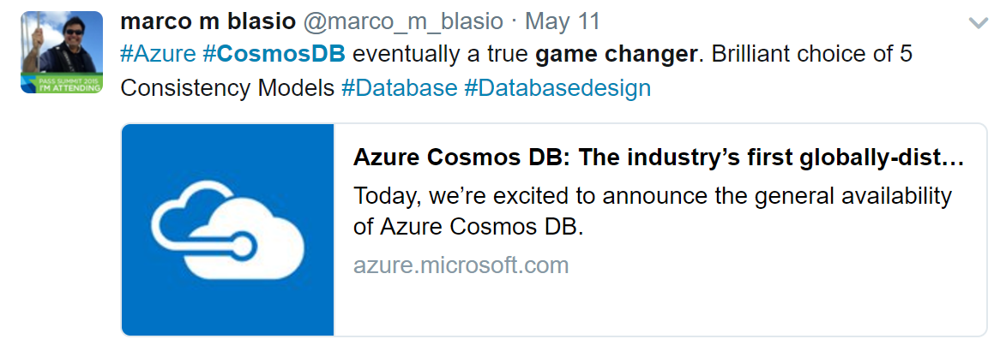 marco m blasio @marco_m_blasio · May 11
#Azure #CosmosDB eventually a true game changer. Brilliant choice of 5
Consistency Models #Database #Databasedesign
PASS SUMMIT 2015
I'M ATTENDING
Azure Cosmos DB: The industry’s first globally-dist…
Today, we’re excited to announce the general availability
of Azure Cosmos DB.
azure.microsoft.com